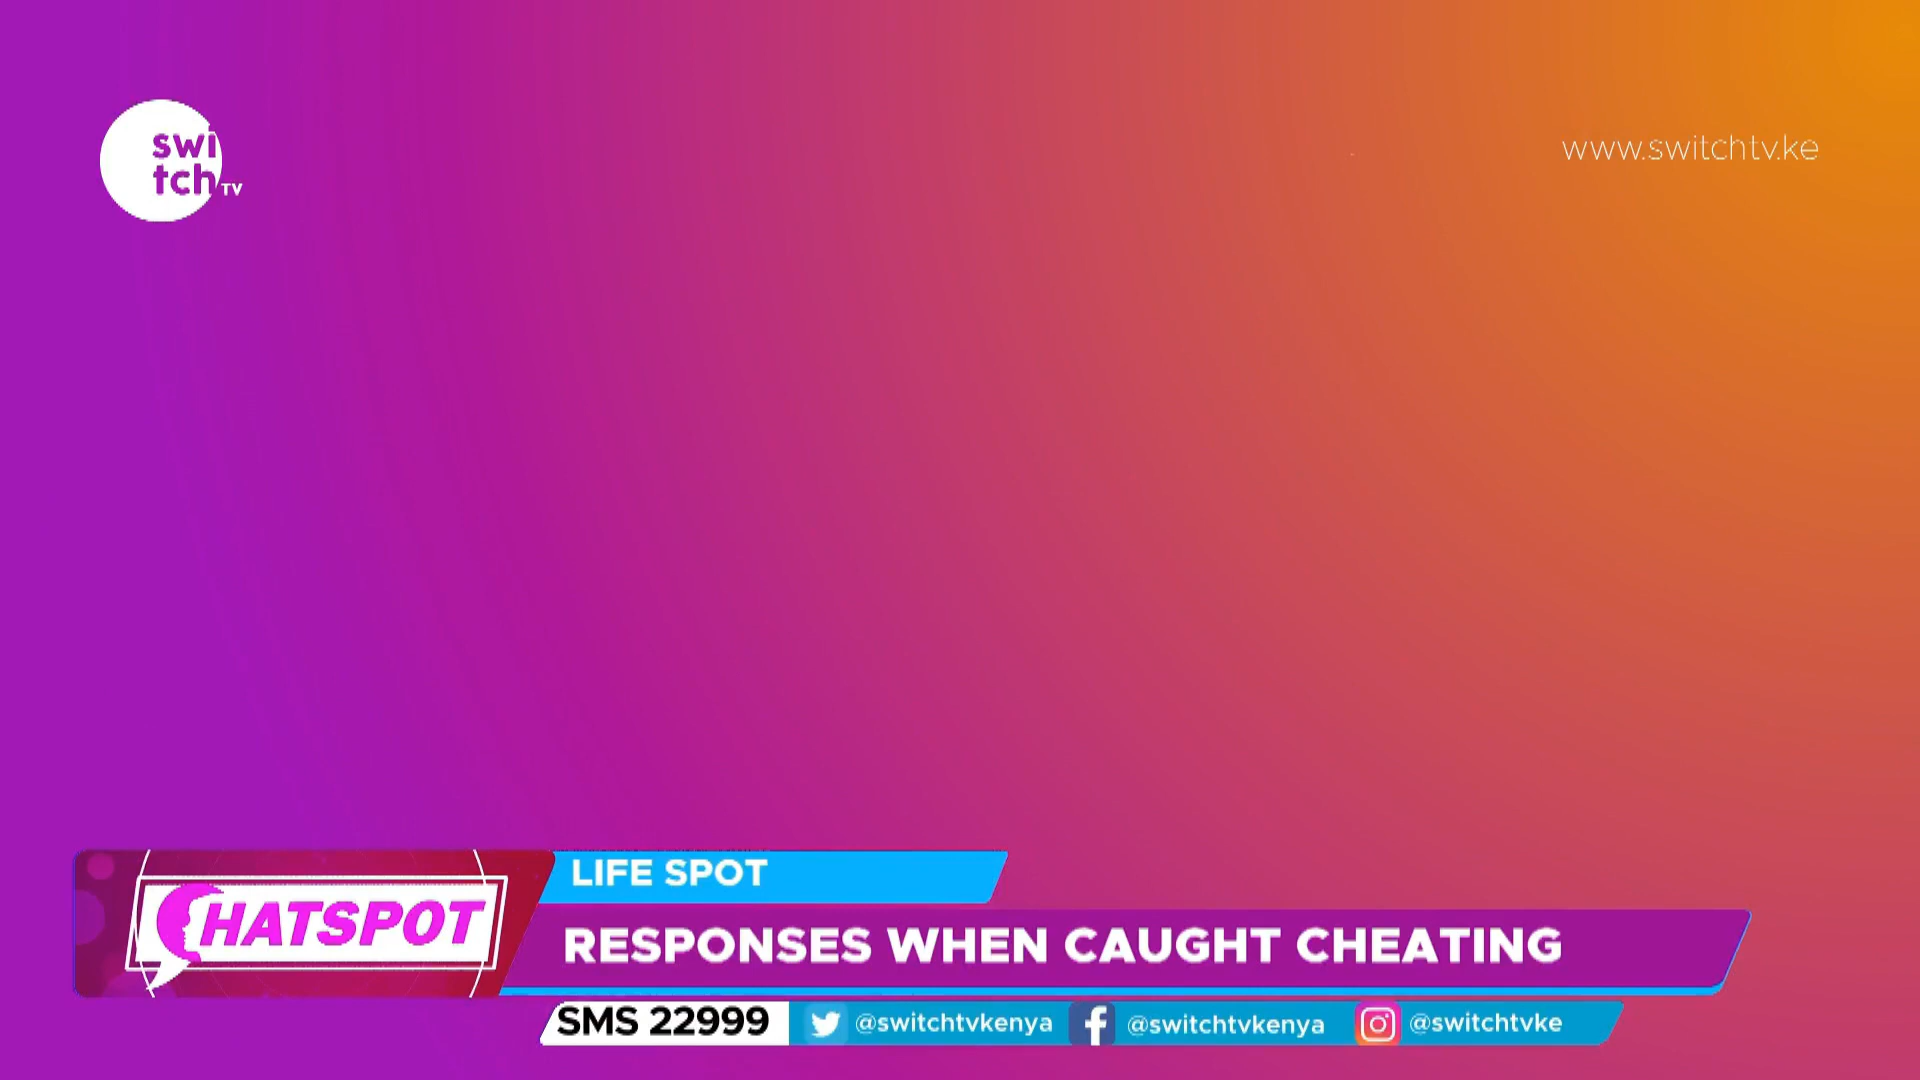 swi
tch TV
www.switchtv.ke
LIFE SPOT
CHATSPOT
RESPONSES WHEN CAUGHT CHEATING
SMS 22999 @switchtvkenya @switchtvkenya @switchtvke